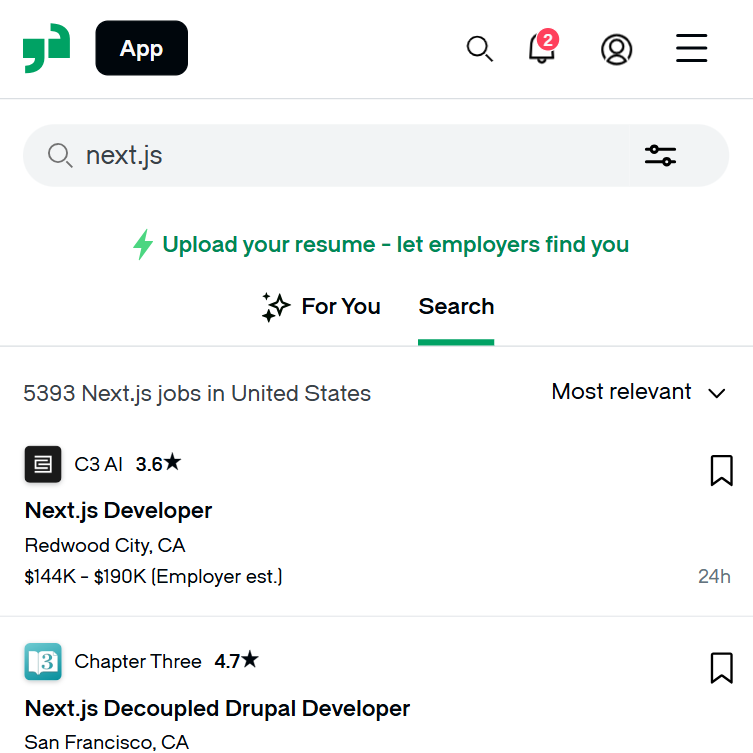 App
2
next.js
Upload your resume - let employers find you
For You
Search
5393 Next.js jobs in United States
Most relevant
C3 AI 3.6★
Next.js Developer
Redwood City, CA
$144K - $190K (Employer est.)
24h
3
Chapter Three 4.7★
Next.js Decoupled Drupal Developer
San Francisco, CA